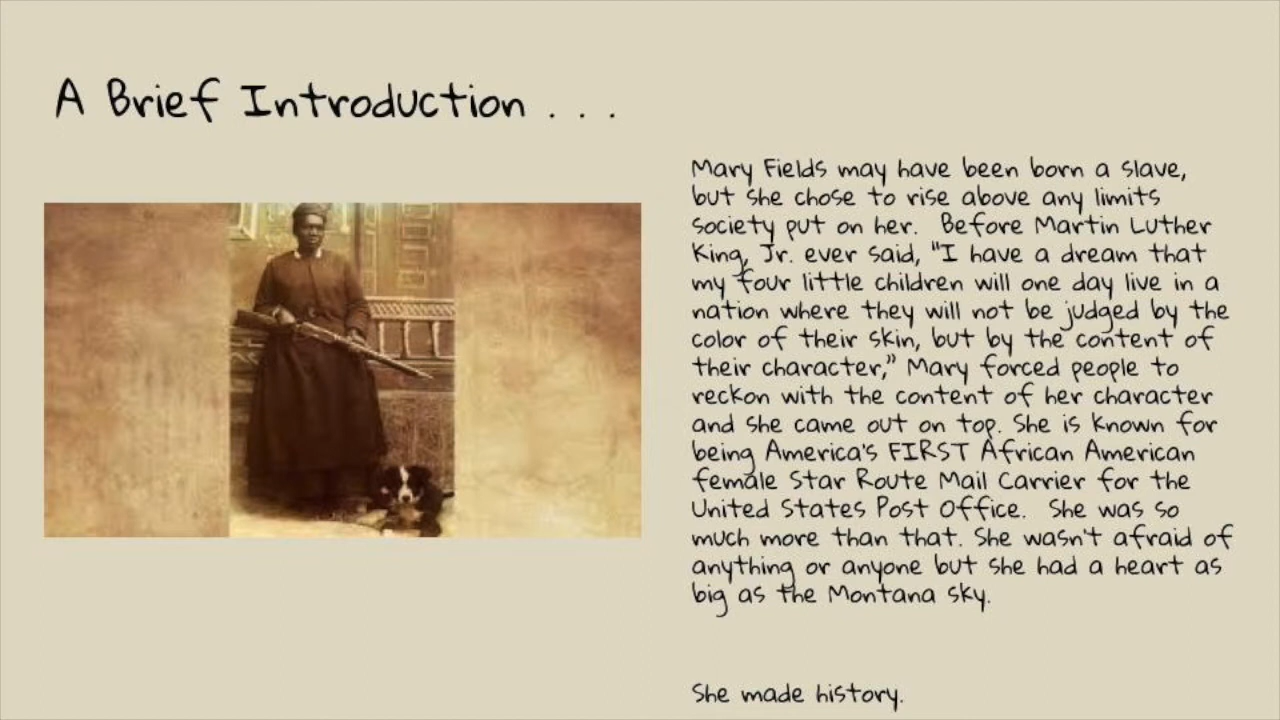 A Brief Introduction . . .
Mary Fields may have been born a slave,
but she chose to rise above any limits
society put on her.  Before Martin Luther
King, Jr. ever said, "I have a dream that
my four little children will one day live in a
nation where they will not be judged by the
color of their skin, but by the content of
their character,” Mary forced people to
reckon with the content of her character
and she came out on top. She is known for
being America's FIRST African American
female Star Route Mail Carrier for the
United States Post Office.  She was so
much more than that. She wasn't afraid of
anything or anyone but she had a heart as
big as the Montana sky.
She made history.